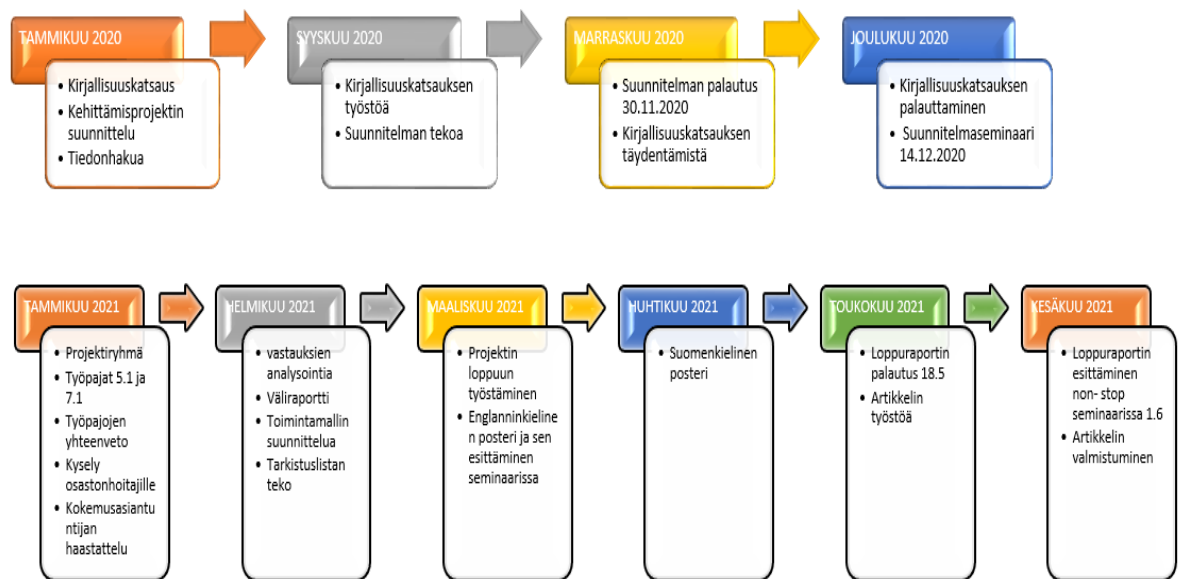 TAMMIKUU 2020
• Kirjallisuuskatsaus
• Kehittämisprojektin
suunnittelu
• Tiedonhakua
SYYSKUU 2020
• Kirjallisuuskatsauksen
työstöä
• Suunnitelman tekoa
MARRASKUU 2020
• Suunnitelman palautus
30.11.2020
• Kirjallisuuskatsauksen
täydentämistä
JOULUKUU 2020
• Kirjallisuuskatsauksen
palauttaminen
• Suunnitelmaseminaari
14.12.2020
TAMMIKUU 2021
• Projektiryhmä
• Työpajat 5.1 ja
7.1
• Työpajojen
yhteenveto
• Kysely
osastonhoitajille
• Kokemusasiantu
ntijan
haastattelu
HELMIKUU 2021
• vastauksien
analysointia
• Väliraportti
• Toimintamallin
suunnittelua
• Tarkistuslistan
teko
MAALISKUU 2021
• Projektin
loppuun
työstäminen
• Englanninkieline
n posteri ja sen
esittäminen
seminaarissa
HUHTIKUU 2021
• Suomenkielinen
posteri
TOUKOKUU 2021
• Loppuraportin
palautus 18.5
• Artikkelin
työstöä
KESÄKUU 2021
• Loppuraportin
esittäminen
non- stop
seminaarissa 1.6
• Artikkelin
valmistuminen